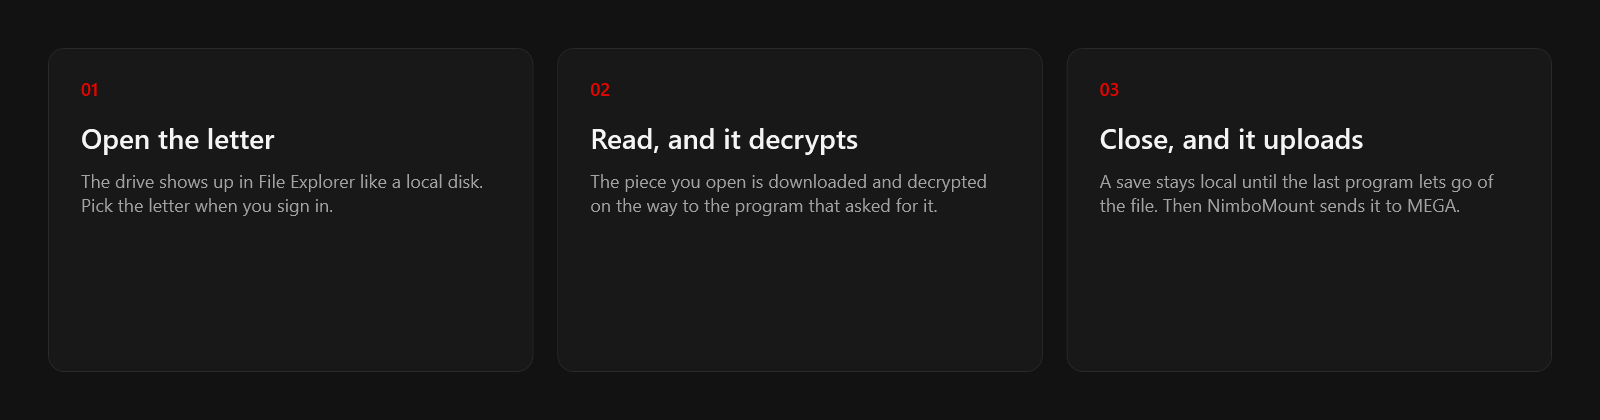 01
Open the letter
The drive shows up in File Explorer like a local disk.
Pick the letter when you sign in.
02
Read, and it decrypts
The piece you open is downloaded and decrypted
on the way to the program that asked for it.
03
Close, and it uploads
A save stays local until the last program lets go of
the file. Then NimboMount sends it to MEGA.